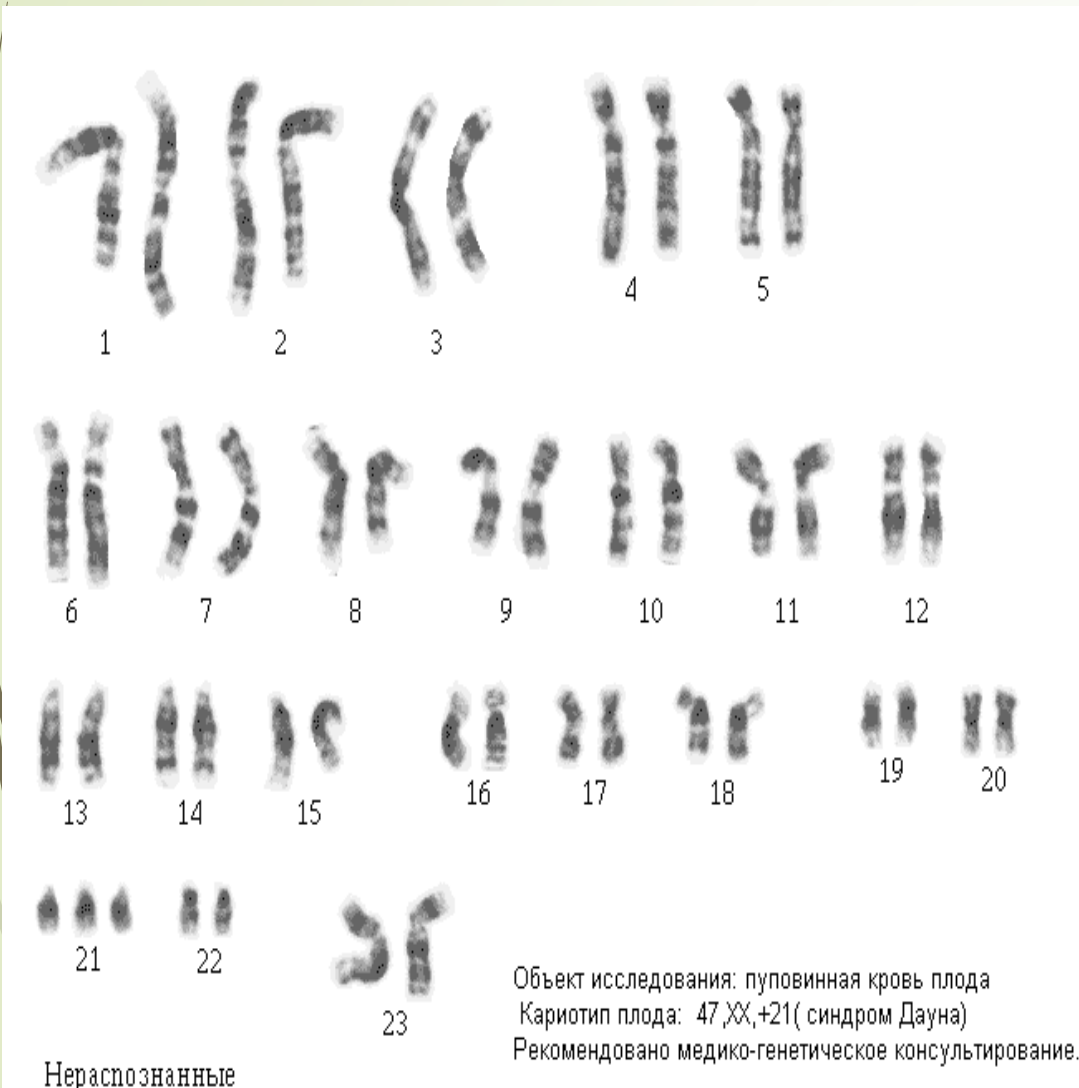 1 2 3 4 5
6 7 8 9 10 11 12
13 14 15 16 17 18 19 20
21 22 23
Объект исследования: пуповинная кровь плода
Кариотип плода: 47,XX,+21( синдром Дауна)
Рекомендовано медико-генетическое консультирование.
Нераспознанные